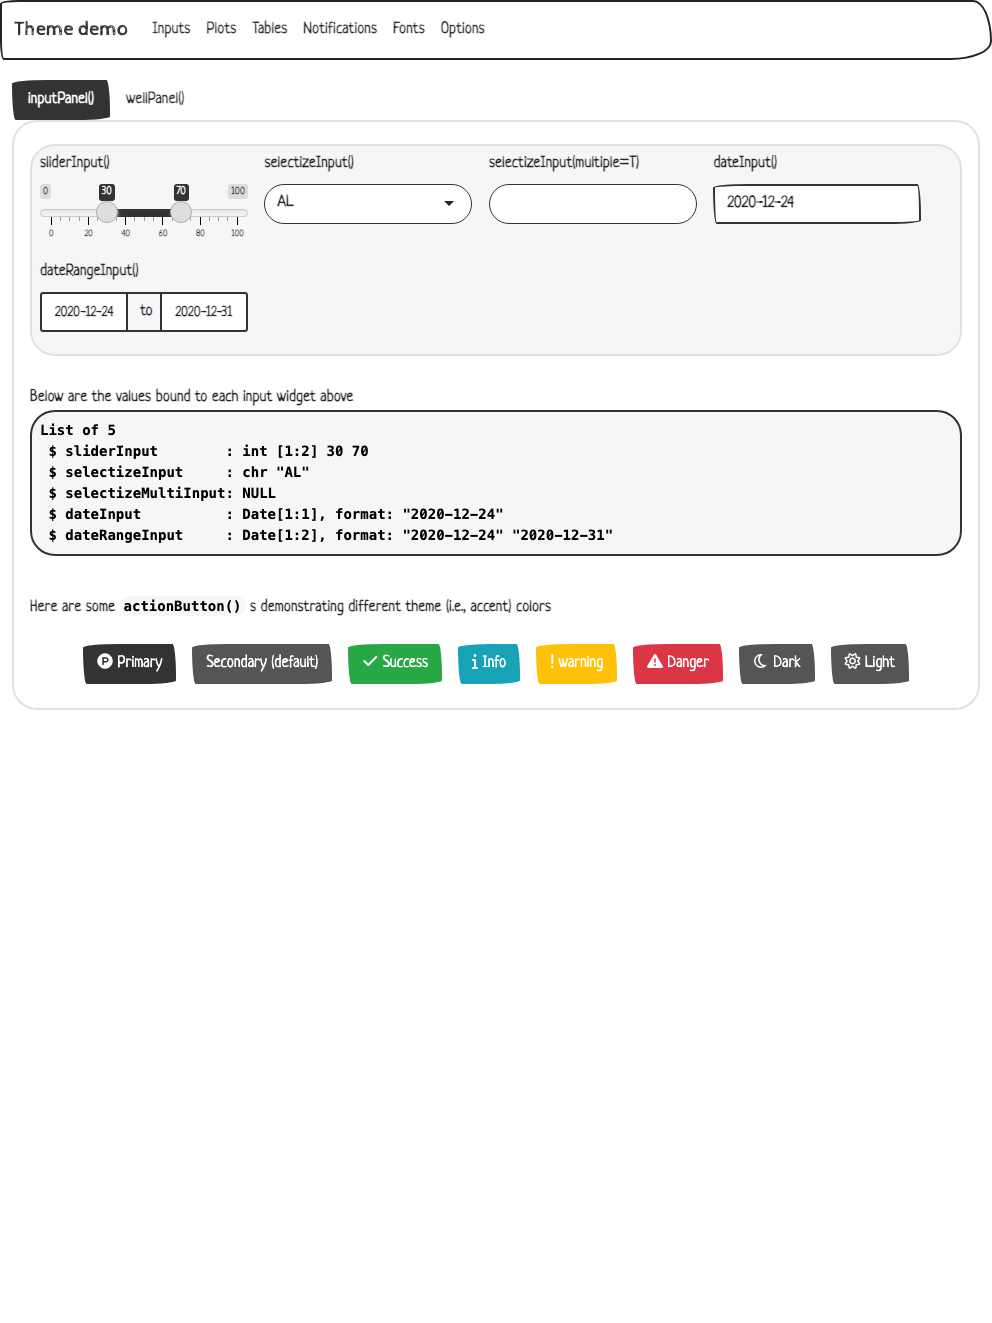 Theme demo Inputs Plots Tables Notifications Fonts Options
inputPanel() wellPanel()
sliderInput() selectizeInput() selectizeInput(multiple=T) dateInput()
0 30 70 100
AL
2020-12-24
0 20 40 60 80 100
dateRangeInput()
2020-12-24 to 2020-12-31
Below are the values bound to each input widget above
List of 5
$ sliderInput        : int [1:2] 30 70
$ selectizeInput     : chr "AL"
$ selectizeMultiInput: NULL
$ dateInput          : Date[1:1], format: "2020-12-24"
$ dateRangeInput     : Date[1:2], format: "2020-12-24" "2020-12-31"
Here are some actionButton() s demonstrating different theme (i.e., accent) colors
Primary Secondary (default) Success Info warning Danger Dark Light